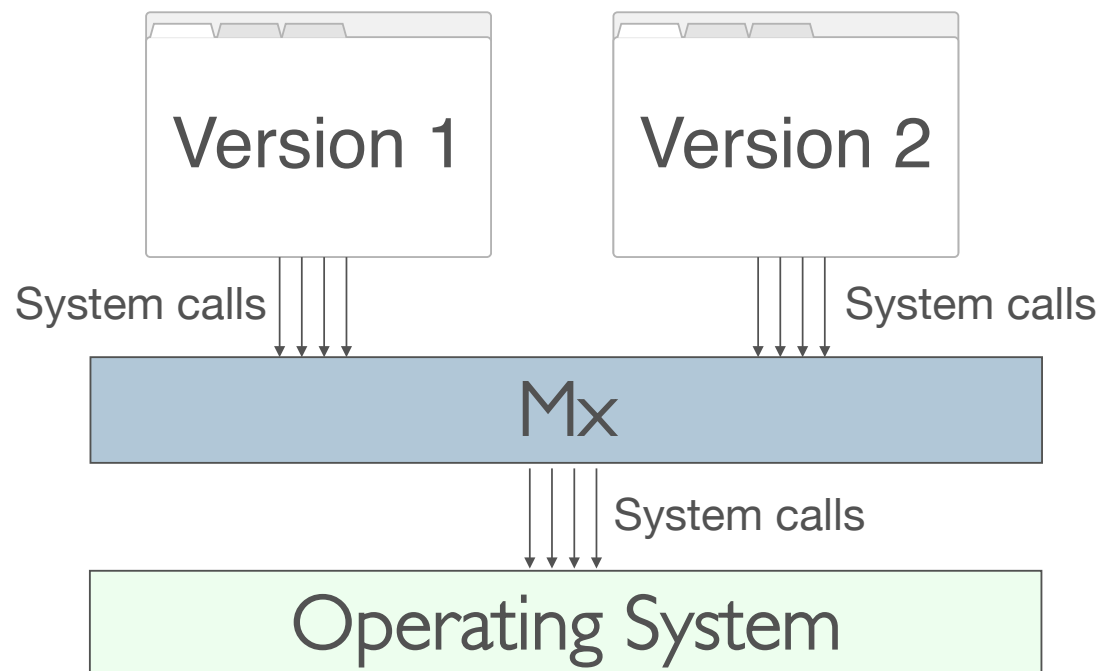 Version 1
Version 2
System calls
System calls
Mx
System calls
Operating System